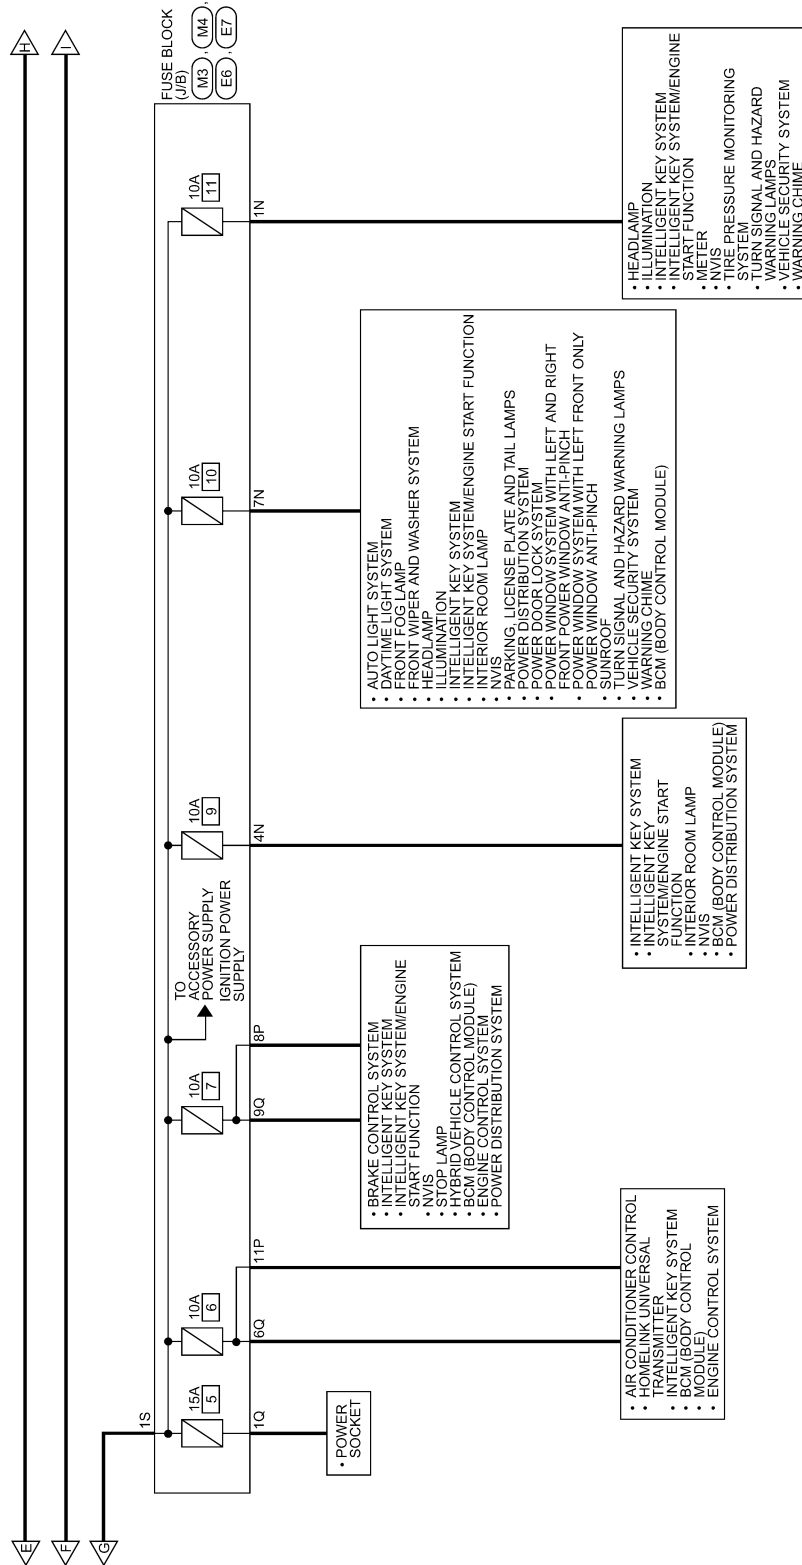 E
H
F
I
G
1S
FUSE BLOCK
(J/B)
M3 , M4 ,
E6 , E7
15A
5
10A
6
10A
7
TO
ACCESSORY
POWER SUPPLY
IGNITION POWER
SUPPLY
10A
9
10A
10
10A
11
1Q
6Q
11P
9Q
8P
4N
7N
1N
• POWER
SOCKET
• AIR CONDITIONER CONTROL
• HOMELINK UNIVERSAL
TRANSMITTER
• INTELLIGENT KEY SYSTEM
• BCM (BODY CONTROL
MODULE)
• ENGINE CONTROL SYSTEM
• BRAKE CONTROL SYSTEM
• INTELLIGENT KEY SYSTEM
• INTELLIGENT KEY SYSTEM/ENGINE
START FUNCTION
• NVIS
• STOP LAMP
• HYBRID VEHICLE CONTROL SYSTEM
• BCM (BODY CONTROL MODULE)
• ENGINE CONTROL SYSTEM
• POWER DISTRIBUTION SYSTEM
• INTELLIGENT KEY SYSTEM
• INTELLIGENT KEY
SYSTEM/ENGINE START
FUNCTION
• INTERIOR ROOM LAMP
• NVIS
• BCM (BODY CONTROL MODULE)
• POWER DISTRIBUTION SYSTEM
• AUTO LIGHT SYSTEM
• DAYTIME LIGHT SYSTEM
• FRONT FOG LAMP
• FRONT WIPER AND WASHER SYSTEM
• HEADLAMP
• ILLUMINATION
• INTELLIGENT KEY SYSTEM
• INTELLIGENT KEY SYSTEM/ENGINE START FUNCTION
• INTERIOR ROOM LAMP
• NVIS
• PARKING, LICENSE PLATE AND TAIL LAMPS
• POWER DISTRIBUTION SYSTEM
• POWER DOOR LOCK SYSTEM
• POWER WINDOW SYSTEM WITH LEFT AND RIGHT
FRONT POWER WINDOW ANTI-PINCH
• POWER WINDOW SYSTEM WITH LEFT FRONT ONLY
POWER WINDOW ANTI-PINCH
• SUNROOF
• TURN SIGNAL AND HAZARD WARNING LAMPS
• VEHICLE SECURITY SYSTEM
• WARNING CHIME
• BCM (BODY CONTROL MODULE)
• HEADLAMP
• ILLUMINATION
• INTELLIGENT KEY SYSTEM
• INTELLIGENT KEY SYSTEM/ENGINE
START FUNCTION
• METER
• NVIS
• TIRE PRESSURE MONITORING
SYSTEM
• TURN SIGNAL AND HAZARD
WARNING LAMPS
• VEHICLE SECURITY SYSTEM
• WARNING CHIME